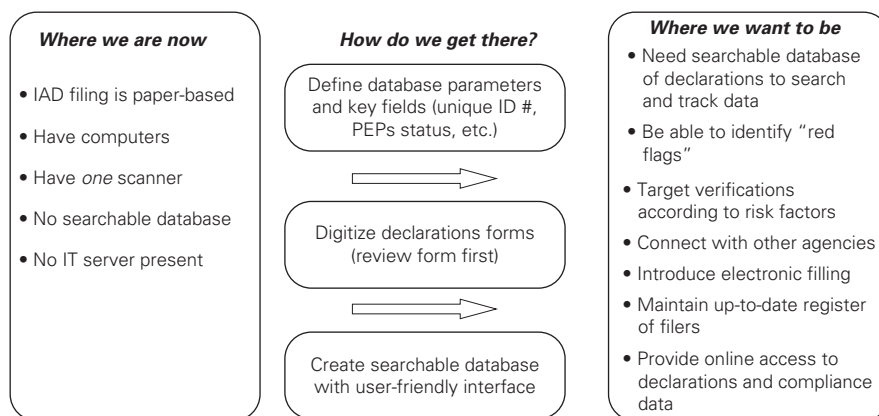 Where we are now
• IAD filing is paper-based
• Have computers
• Have one scanner
• No searchable database
• No IT server present
How do we get there?
Define database parameters
and key fields (unique ID #,
PEPs status, etc.)
Digitize declarations forms
(review form first)
Create searchable database
with user-friendly interface
Where we want to be
• Need searchable database
of declarations to search
and track data
• Be able to identify “red
flags”
• Target verifications
according to risk factors
• Connect with other agencies
• Introduce electronic filling
• Maintain up-to-date register
of filers
• Provide online access to
declarations and compliance
data